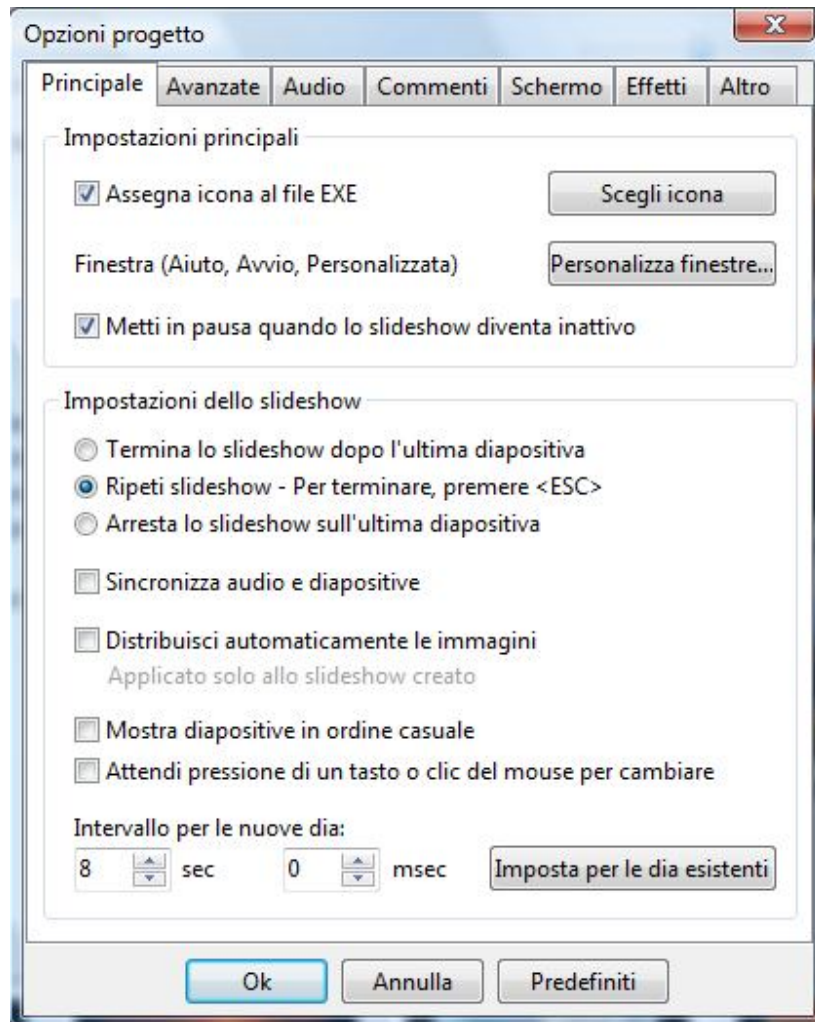 Opzioni progetto
Principale Avanzate Audio Commenti Schermo Effetti Altro
Impostazioni principali
Assegna icona al file EXE Scegli icona
Finestra (Aiuto, Avvio, Personalizzata) Personalizza finestre...
Metti in pausa quando lo slideshow diventa inattivo
Impostazioni dello slideshow
Termina lo slideshow dopo l'ultima diapositiva
Ripeti slideshow - Per terminare, premere <ESC>
Arresta lo slideshow sull'ultima diapositiva
Sincronizza audio e diapositive
Distribuisci automaticamente le immagini
Applicato solo allo slideshow creato
Mostra diapositive in ordine casuale
Attendi pressione di un tasto o clic del mouse per cambiare
Intervallo per le nuove dia:
8 sec 0 msec Imposta per le dia esistenti
Ok Annulla Predefiniti